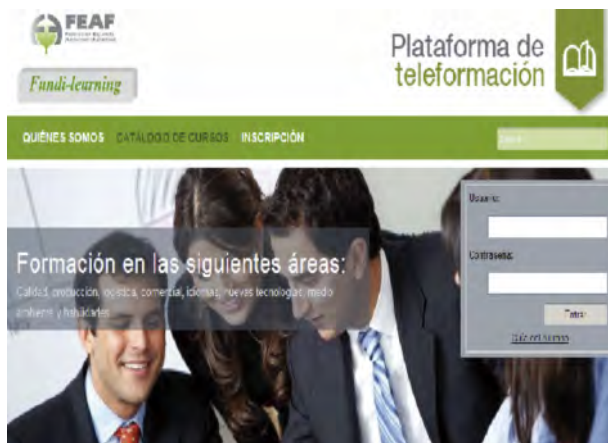 FEAF
Fundi-learning
Plataforma de
teleformación
QUIÉNES SOMOS CATÁLOGO DE CURSOS INSCRIPCIÓN
Usuario:
Contraseña:
Entrar
Formación en las siguientes áreas:
Calidad, producción, logística, comercial, idiomas, nuevas tecnologías, medio
ambiente y habilidades